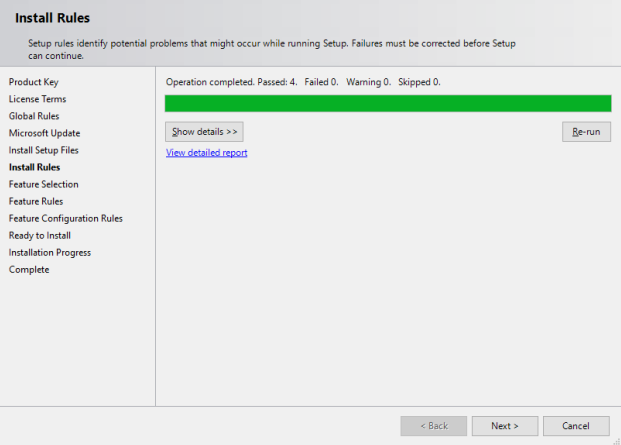 Install Rules
Setup rules identify potential problems that might occur while running Setup. Failures must be corrected before Setup
can continue.
Product Key
License Terms
Global Rules
Microsoft Update
Install Setup Files
Install Rules
Feature Selection
Feature Rules
Feature Configuration Rules
Ready to Install
Installation Progress
Complete
Operation completed. Passed: 4. Failed 0. Warning 0. Skipped 0.
Show details >>
Re-run
View detailed report
< Back
Next >
Cancel